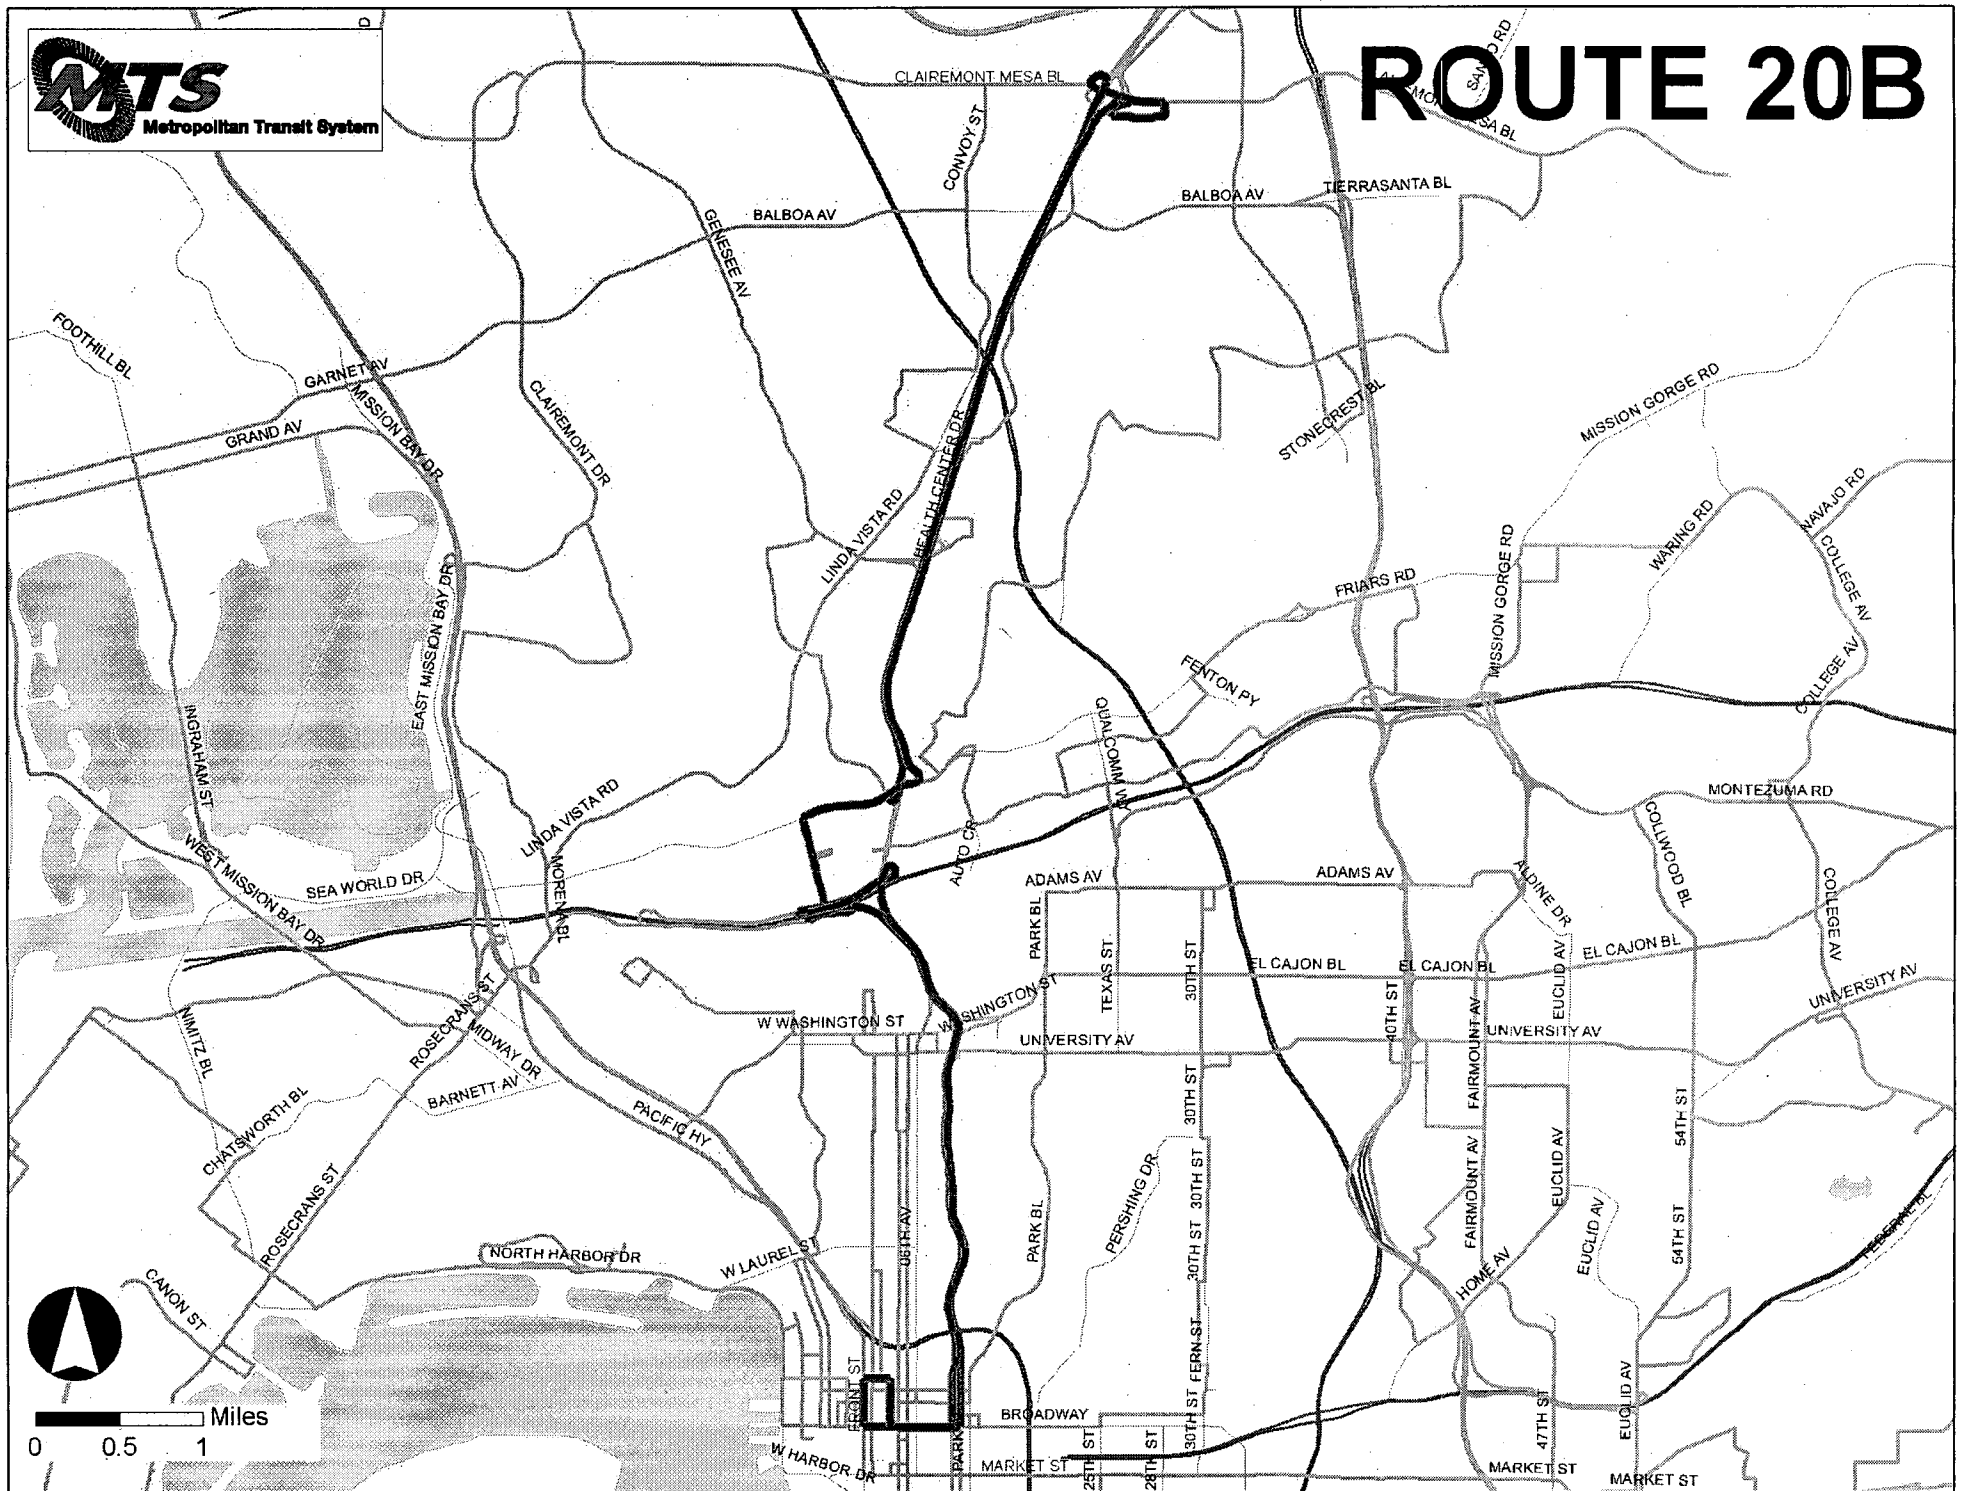 MTS
Metropolitan Transit System
ROUTE 20B
CLAIREMONT MESA BL
CONVOY ST
BALBOA AV
BALBOA AV
TIERRASANTA BL
GENESEE AV
FOOTHILL BL
GARNET AV
MISSION BAY DR
GRAND AV
CLAIREMONT DR
HEALTH CENTER DR
LINDA VISTA RD
STONECREST BL
MISSION GORGE RD
NAVAJO RD
WARING RD
COLLEGE AV
MISSION GORGE RD
FRIARS RD
EAST MISSION BAY DR
FENTON PY
COLLEGE AV
INGRAHAM ST
QUALCOMM WY
LINDA VISTA RD
MONTEZUMA RD
COLLWOOD BL
AUTO CR
WEST MISSION BAY DR
SEA WORLD DR
MORENA BL
ADAMS AV
ADAMS AV
ALDINE DR
COLLEGE AV
PARK BL
TEXAS ST
30TH ST
EL CAJON BL
EL CAJON BL
EL CAJON BL
EUCLID AV
40TH ST
UNIVERSITY AV
NIMITZ BL
ROSECRANS ST
MIDWAY DR
W WASHINGTON ST
WASHINGTON ST
UNIVERSITY AV
UNIVERSITY AV
FAIRMOUNT AV
BARNETT AV
PACIFIC HY
CHATSWORTH BL
30TH ST
54TH ST
ROSECRANS ST
PERSHING DR
30TH ST
FAIRMOUNT AV
EUCLID AV
PARK BL
06TH AV
30TH ST
EUCLID AV
54TH ST
FEDERAL BL
NORTH HARBOR DR
W LAUREL ST
HOME AV
CANON ST
FRONT ST
FERN ST
30TH ST
47TH ST
EUCLID AV
BROADWAY
PARK
W HARBOR DR
MARKET ST
25TH ST
28TH ST
MARKET ST
MARKET ST
Miles
0 0.5 1